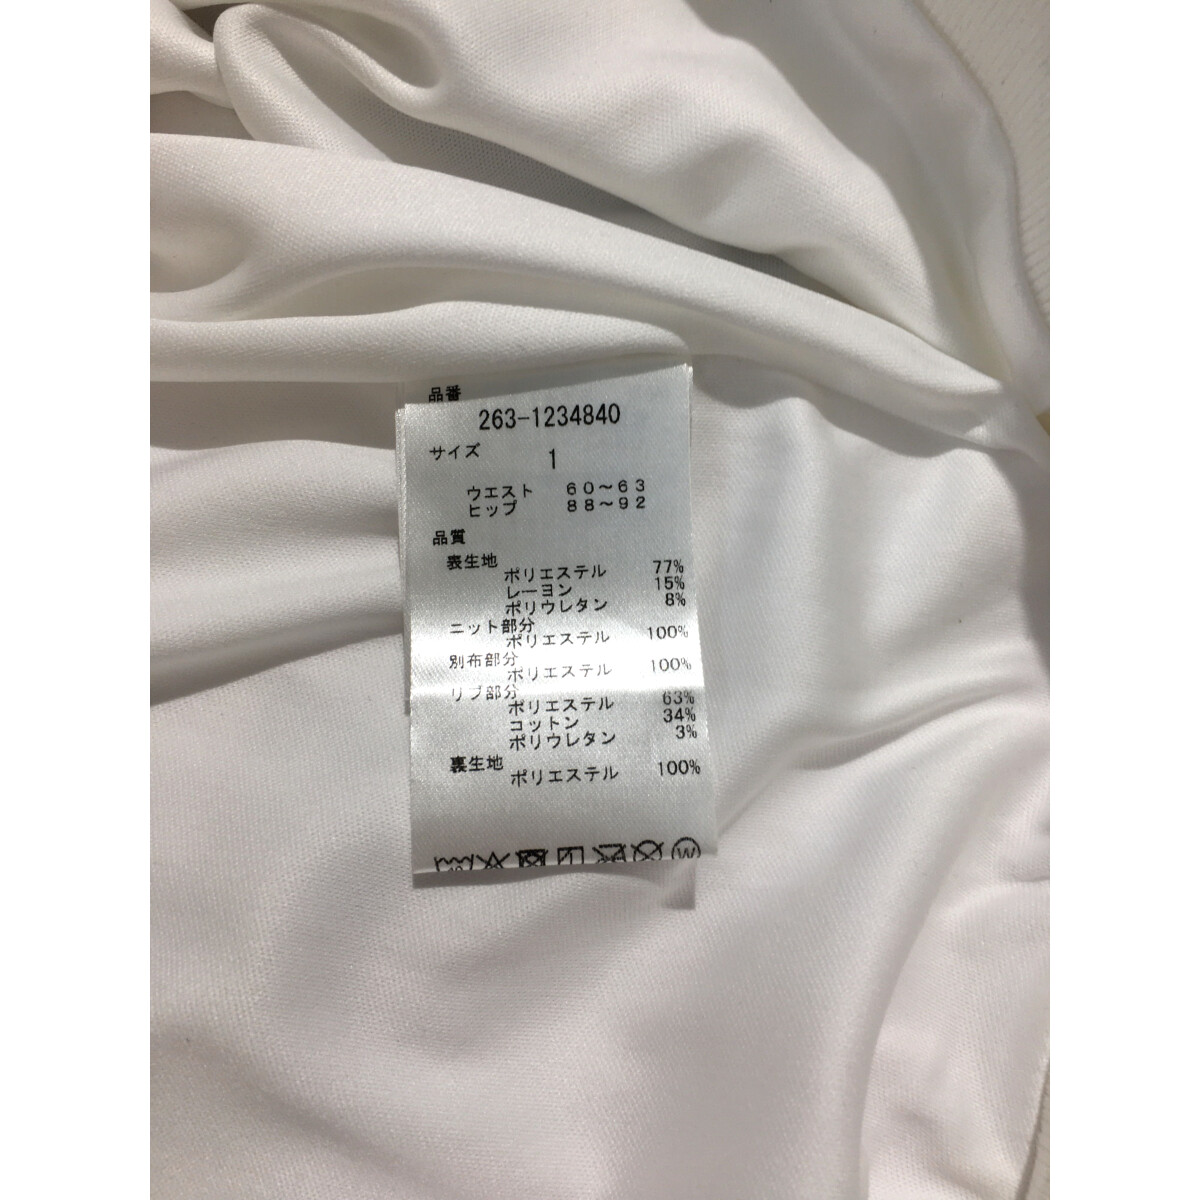 品番
263-1234840
サイズ
1
ウエスト 60～63
ヒップ 88～92
品質
表生地
ポリエステル 77%
レーヨン 15%
ポリウレタン 8%
ニット部分
ポリエステル 100%
別布部分
ポリエステル 100%
リブ部分
ポリエステル 63%
コットン 34%
ポリウレタン 3%
裏生地
ポリエステル 100%
W